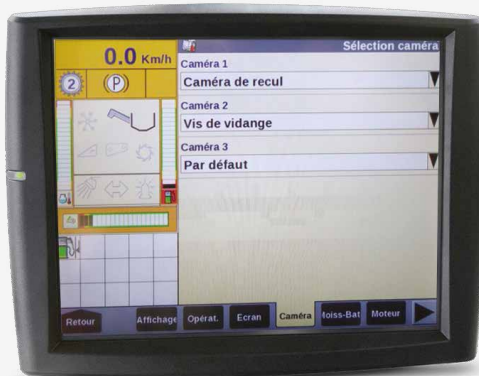 0.0 Km/h
Sélection caméra
2
(P)
Caméra 1
Caméra de recul
Caméra 2
Vis de vidange
Caméra 3
Par défaut
Retour
Affichage
Opérat.
Ecran
Caméra
Moiss-Bat
Moteur